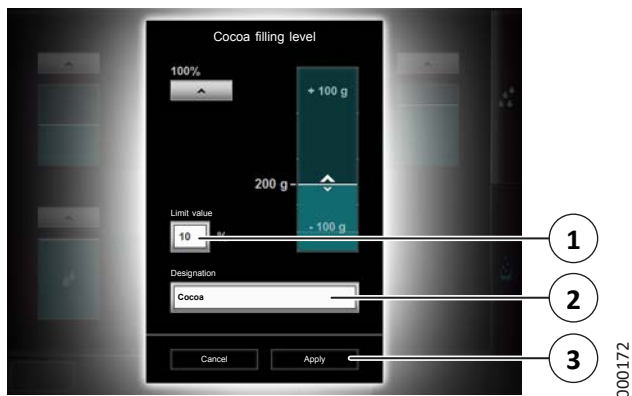 Cocoa filling level
100%
+ 100 g
200 g
- 100 g
Limit value
10 %
1
Designation
Cocoa
2
Cancel
Apply
3
000172